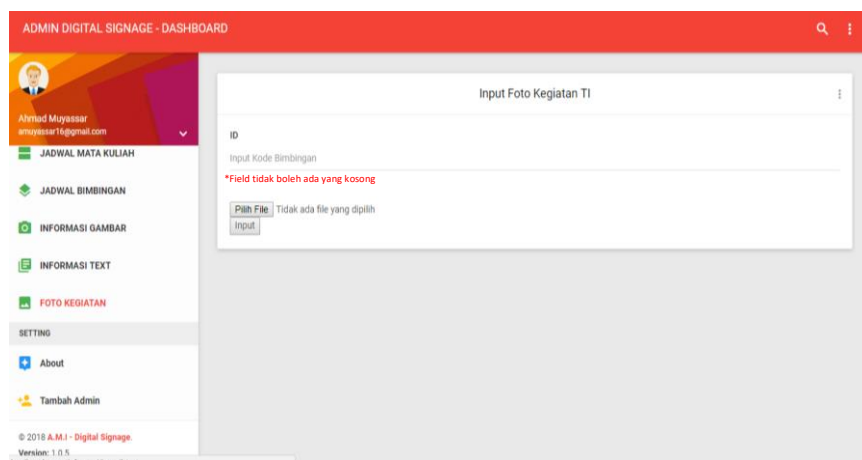 ADMIN DIGITAL SIGNAGE - DASHBOARD
Ahmad Muyassar
amuyassar16@gmail.com
JADWAL MATA KULIAH
JADWAL BIMBINGAN
INFORMASI GAMBAR
INFORMASI TEXT
FOTO KEGIATAN
SETTING
About
Tambah Admin
© 2018 A.M.I - Digital Signage.
Version: 1.0.5
Input Foto Kegiatan TI
ID
Input Kode Bimbingan
*Field tidak boleh ada yang kosong
Pilih File Tidak ada file yang dipilih
Input